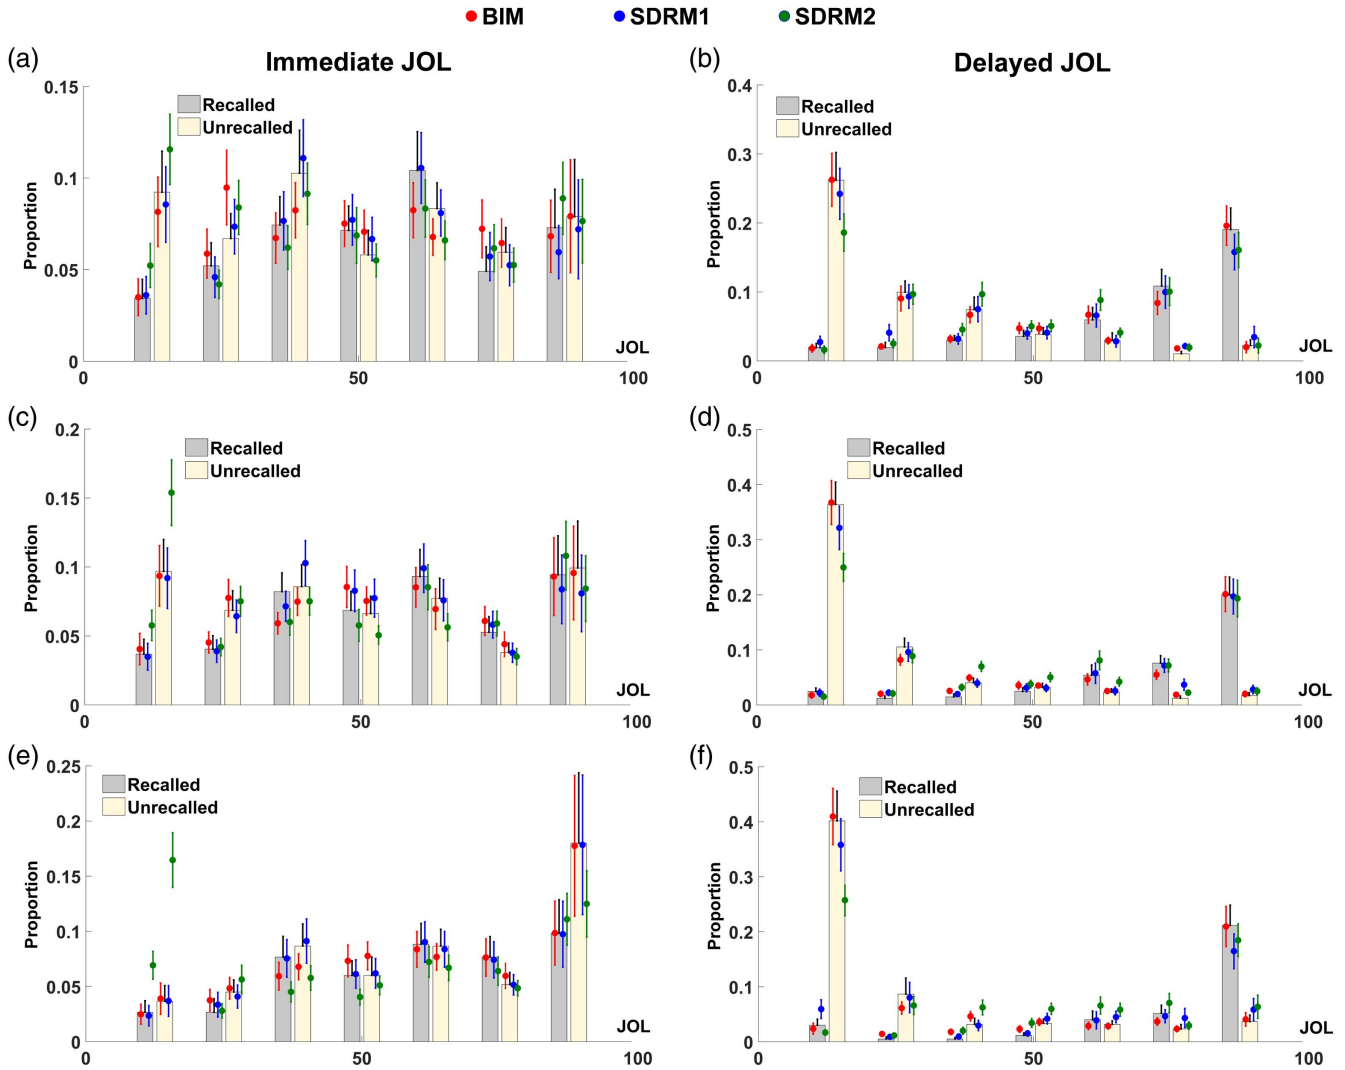 BIM SDRM1 SDRM2
(a) Immediate JOL (b) Delayed JOL
0.15 0.1 0.05 0
Proportion
Recalled
Unrecalled
JOL
0 50 100
0.4 0.3 0.2 0.1 0
Proportion
Recalled
Unrecalled
JOL
0 50 100
(c)
0.2 0.15 0.1 0.05 0
Proportion
Recalled
Unrecalled
JOL
0 50 100
(d)
0.5 0.4 0.3 0.2 0.1 0
Proportion
Recalled
Unrecalled
JOL
0 50 100
(e)
0.25 0.2 0.15 0.1 0.05 0
Proportion
Recalled
Unrecalled
JOL
0 50 100
(f)
0.5 0.4 0.3 0.2 0.1 0
Proportion
Recalled
Unrecalled
JOL
0 50 100